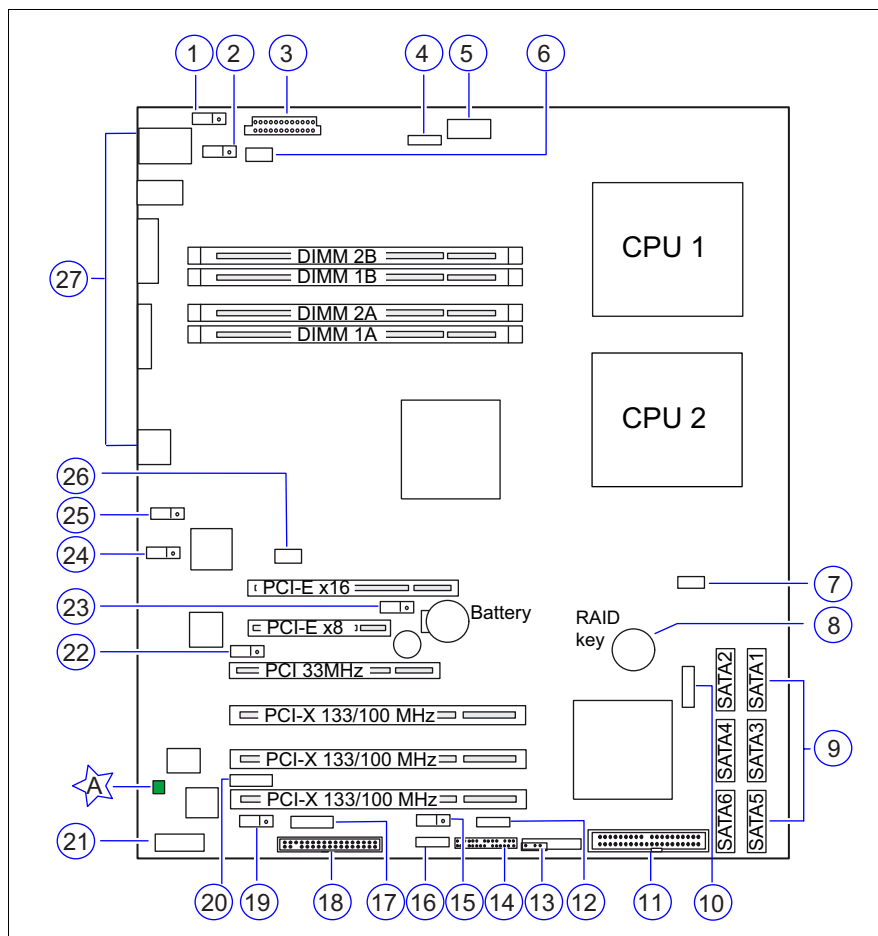 1
2
3
4
5
6
CPU 1
DIMM 2B
DIMM 1B
27
DIMM 2A
DIMM 1A
CPU 2
26
25
24
7
PCI-E x16
23
Battery
RAID
key
8
PCI-E x8
22
PCI 33MHz
SATA2
SATA1
PCI-X 133/100 MHz
SATA4
SATA3
9
PCI-X 133/100 MHz
A
PCI-X 133/100 MHz
SATA6
SATA5
21
20
19
18
17
16
15
14
13
12
11
10